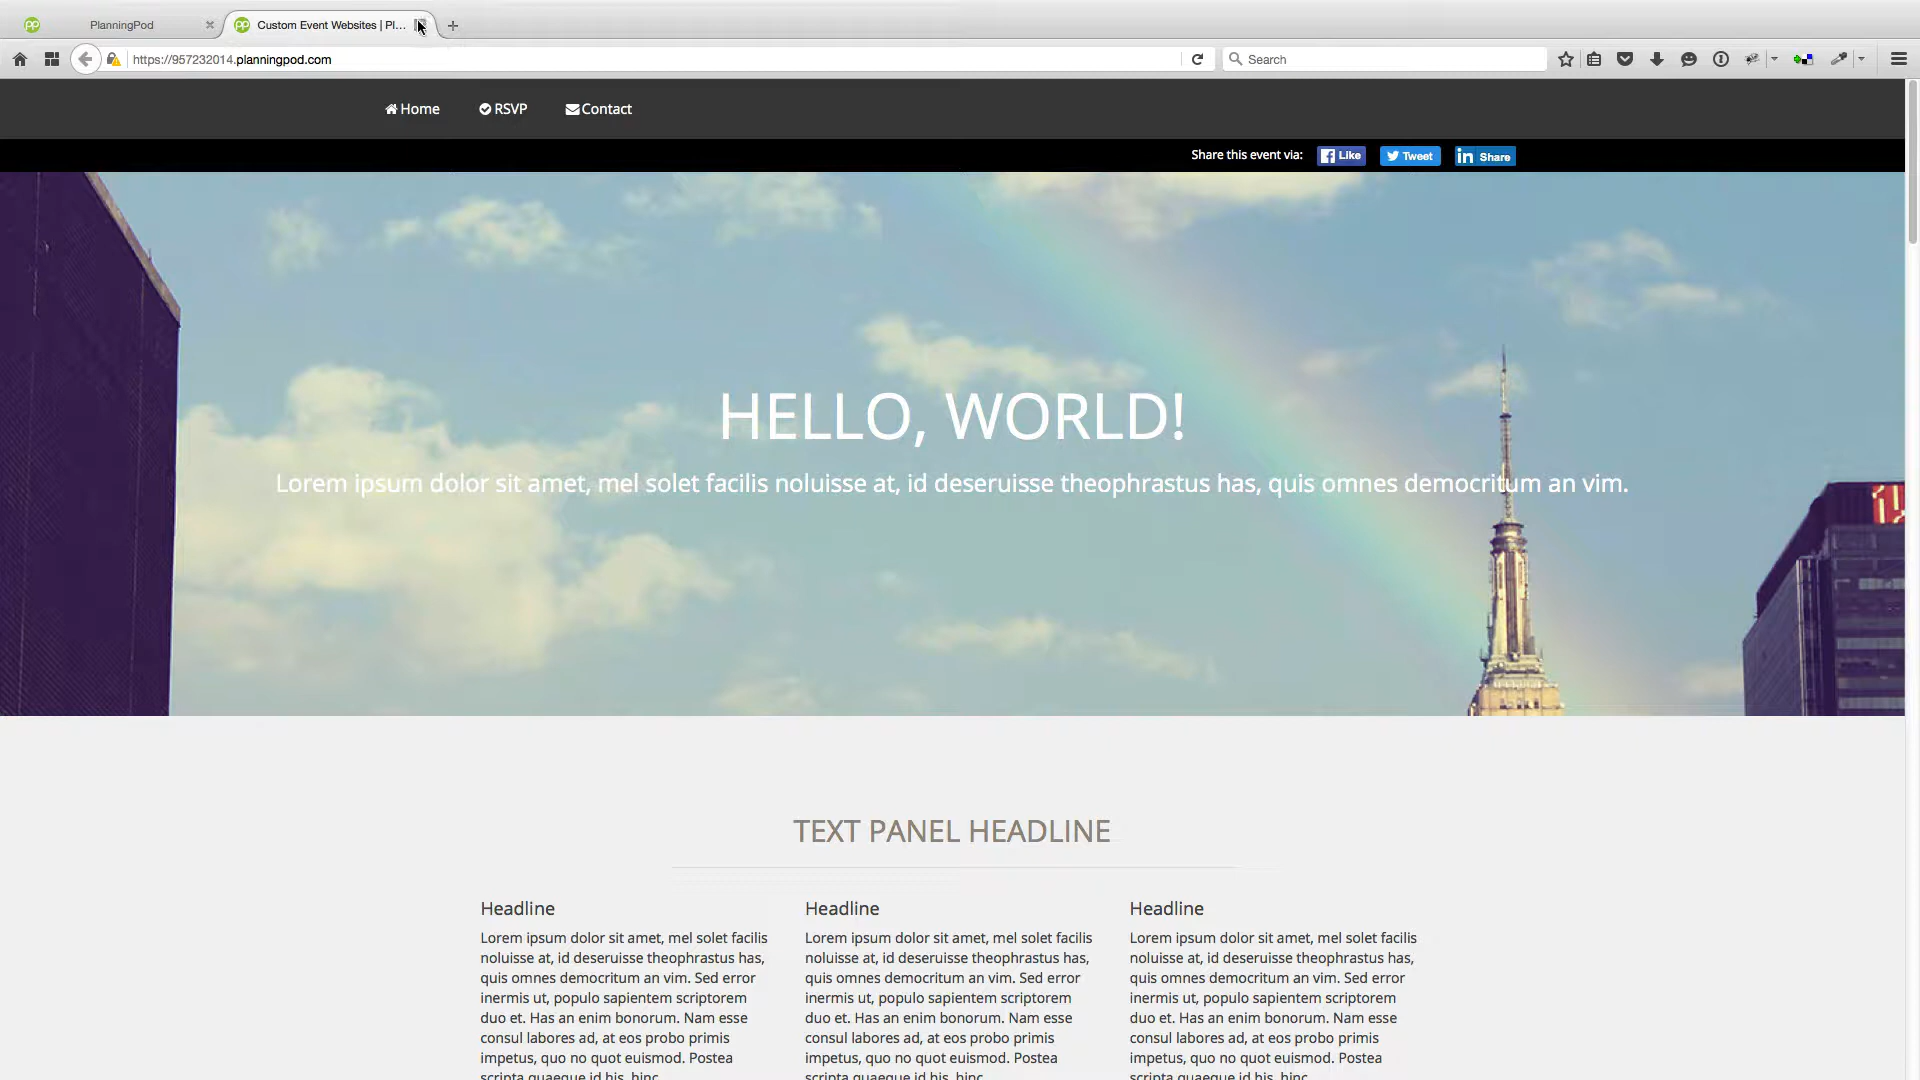 PlanningPod
Custom Event Websites | Pl...
https://957232014.planningpod.com
Search
Home
RSVP
Contact
Share this event via:
Like
Tweet
in Share
HELLO, WORLD!
Lorem ipsum dolor sit amet, mel solet facilis noluisse at, id deseruisse theophrastus has, quis omnes democritum an vim.
TEXT PANEL HEADLINE
Headline
Lorem ipsum dolor sit amet, mel solet facilis
noluisse at, id deseruisse theophrastus has,
quis omnes democritum an vim. Sed error
inermis ut, populo sapientem scriptorem
duo et. Has an enim bonorum. Nam esse
consul labores ad, at eos probo primis
impetus, quo no quot euismod. Postea
scripta quaeque id his, hinc
Headline
Lorem ipsum dolor sit amet, mel solet facilis
noluisse at, id deseruisse theophrastus has,
quis omnes democritum an vim. Sed error
inermis ut, populo sapientem scriptorem
duo et. Has an enim bonorum. Nam esse
consul labores ad, at eos probo primis
impetus, quo no quot euismod. Postea
scripta quaeque id his, hinc
Headline
Lorem ipsum dolor sit amet, mel solet facilis
noluisse at, id deseruisse theophrastus has,
quis omnes democritum an vim. Sed error
inermis ut, populo sapientem scriptorem
duo et. Has an enim bonorum. Nam esse
consul labores ad, at eos probo primis
impetus, quo no quot euismod. Postea
scripta quaeque id his, hinc